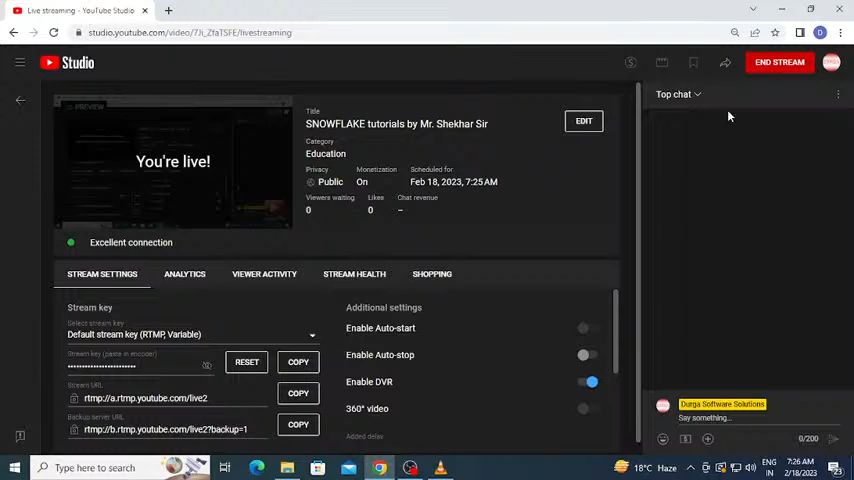 Live streaming - YouTube Studio
studio.youtube.com/video/7Ji_ZfaTSFE/livestreaming
D
Studio
END STREAM
PREVIEW
You're live!
Title
SNOWFLAKE tutorials by Mr. Shekhar Sir
EDIT
Category
Education
Privacy
Monetization
Scheduled for
Public
On
Feb 18, 2023, 7:25 AM
Viewers waiting
Likes
Chat revenue
0
0
–
Excellent connection
Top chat
STREAM SETTINGS
ANALYTICS
VIEWER ACTIVITY
STREAM HEALTH
SHOPPING
Stream key
Select stream key
Default stream key (RTMP, Variable)
Stream key (paste in encoder)
RESET
COPY
Stream URL
rtmp://a.rtmp.youtube.com/live2
COPY
Backup server URL
rtmp://b.rtmp.youtube.com/live2?backup=1
COPY
Additional settings
Enable Auto-start
Enable Auto-stop
Enable DVR
360° video
Added delay
Durga Software Solutions
Say something...
0/200
Type here to search
18°C Haze
ENG
IN
7:26 AM
2/18/2023
23